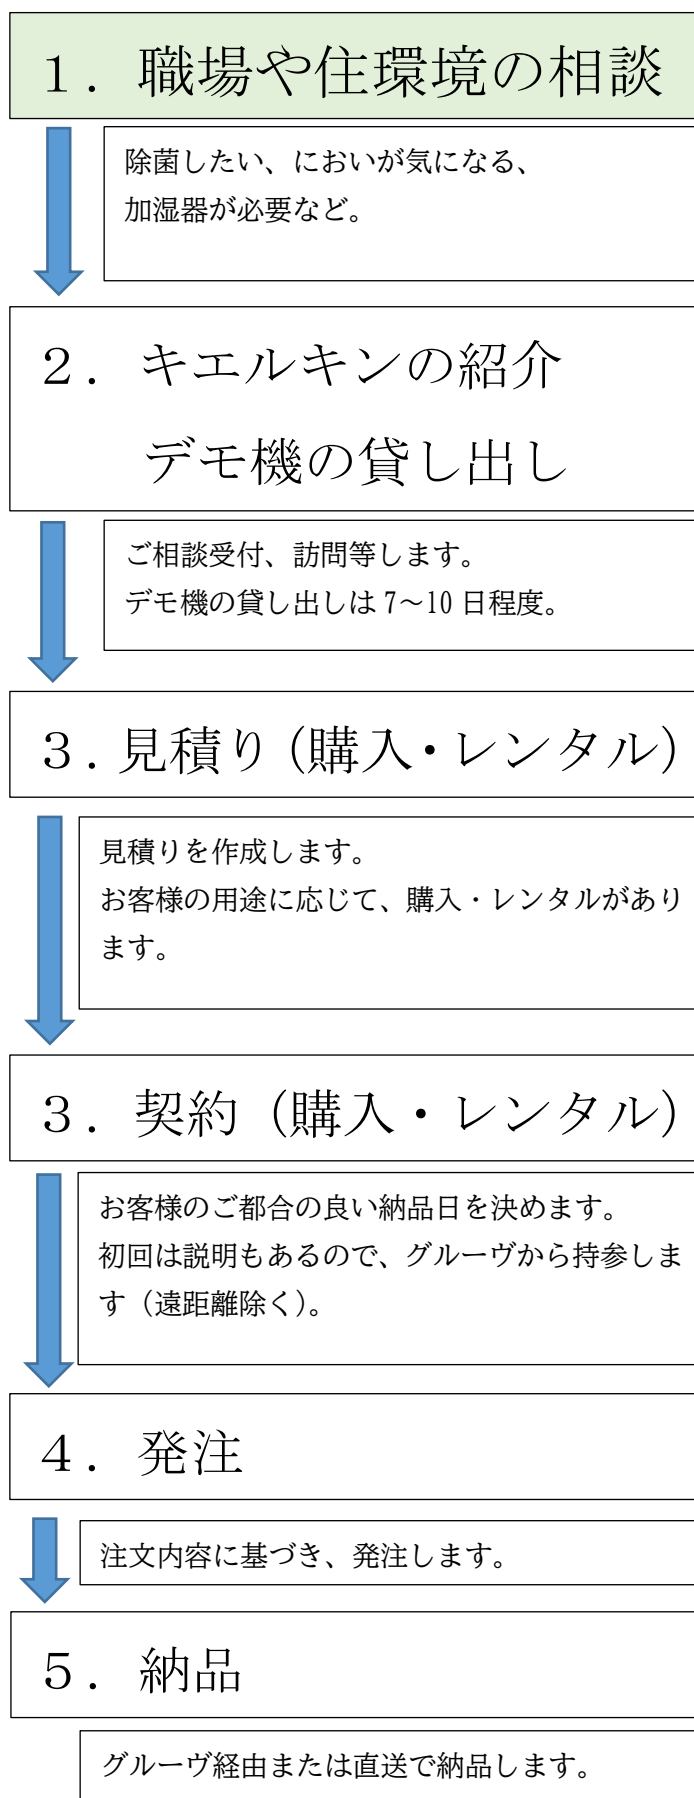 １．職場や住環境の相談
除菌したい、においが気になる、
加湿器が必要など。
２．キエルキンの紹介
デモ機の貸し出し
ご相談受付、訪問等します。
デモ機の貸し出しは 7～10 日程度。
３．見積り（購入・レンタル）
見積りを作成します。
お客様の用途に応じて、購入・レンタルがあり
ます。
３．契約（購入・レンタル）
お客様のご都合の良い納品日を決めます。
初回は説明もあるので、グルーヴから持参しま
す（遠距離除く）。
４．発注
注文内容に基づき、発注します。
５．納品
グルーヴ経由または直送で納品します。